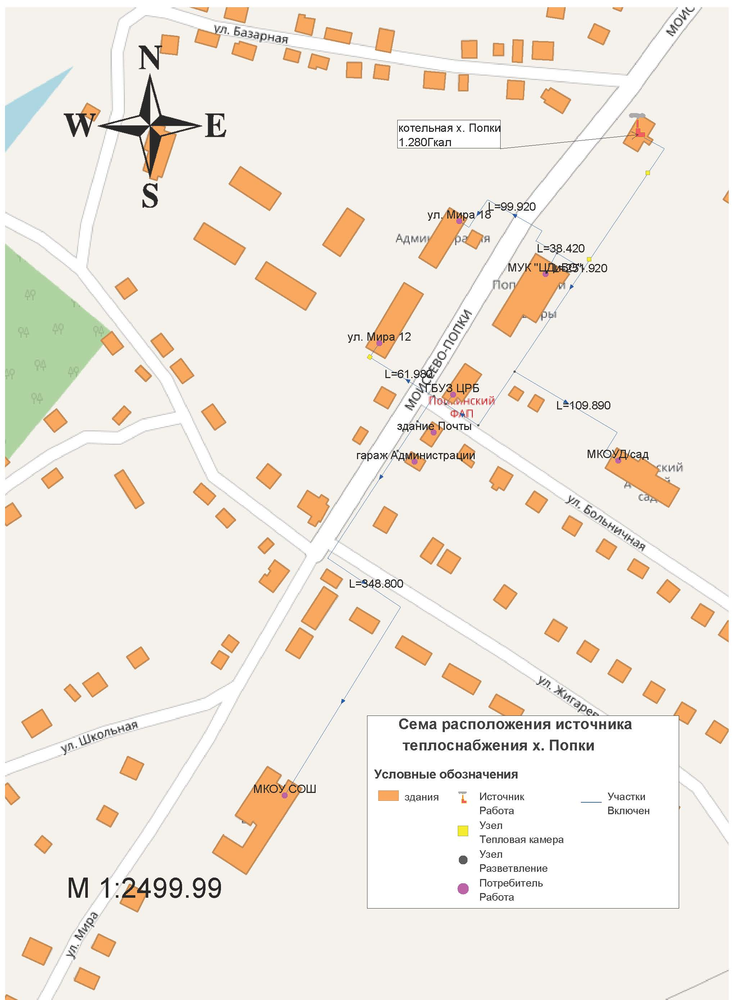 МОИС
ул. Базарная
N
W
E
S
котельная х. Попки
1.280Гкал
L=99.920
ул. Мира 18
L=38.420
МУК "ЦДиБО"
L=251.920
ул. Мира 12
МОИСЕЕВО-ПОПКИ
L=61.980
ГБУЗ ЦРБ
ФАП
L=109.890
здание Почты
гараж Администрации
МКОУД/сад
ул. Больничная
L=348.800
ул. Жигарев
ул. Школьная
МКОУ СОШ
М 1:2499.99
ул. Мира
Сема расположения источника
теплоснабжения х. Попки
Условные обозначения
здания
Источник
Работа
Узел
Тепловая камера
Узел
Разветвление
Потребитель
Работа
Участки
Включен